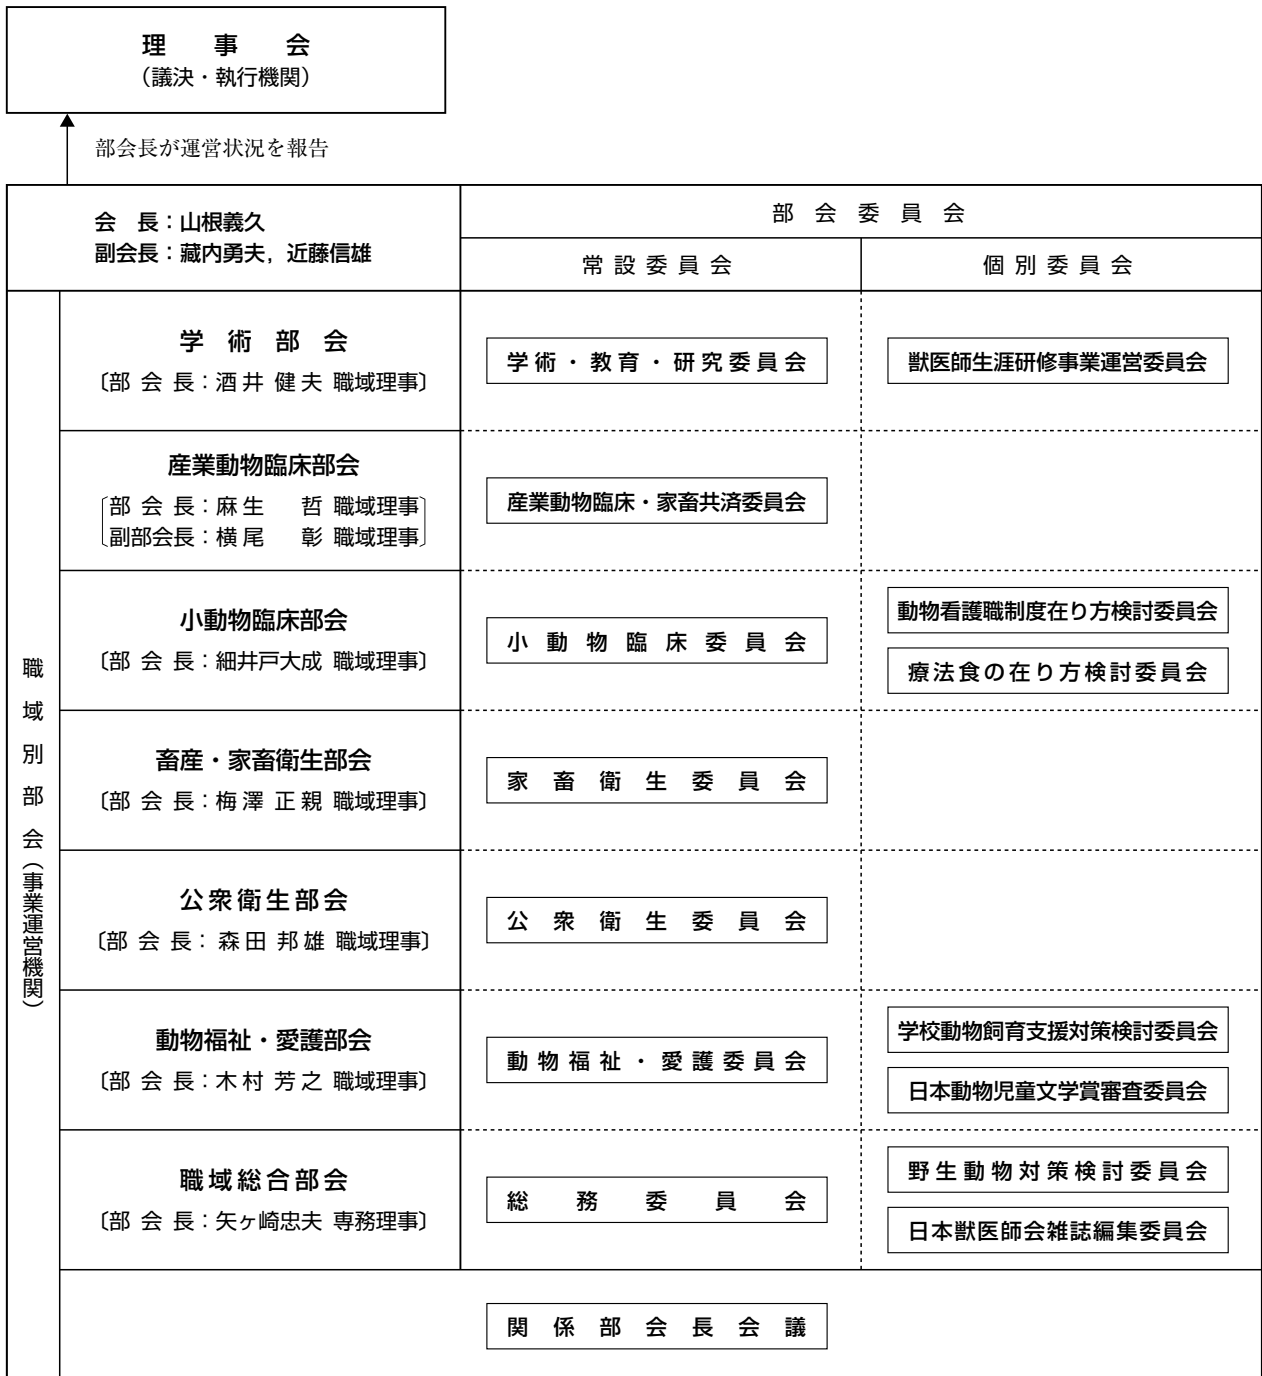 理事会
（議決・執行機関）
部会長が運営状況を報告
会　長：山根義久
副会長：藏内勇夫，近藤信雄
部会委員会
常設委員会
個別委員会
職域別部会（事業運営機関）
学術部会
〔部会長：酒井健夫 職域理事〕
学術・教育・研究委員会
獣医師生涯研修事業運営委員会
産業動物臨床部会
部会長：麻生　哲 職域理事
副部会長：横尾　彰 職域理事
産業動物臨床・家畜共済委員会
小動物臨床部会
〔部会長：細井戸大成 職域理事〕
小動物臨床委員会
動物看護職制度在り方検討委員会
療法食の在り方検討委員会
畜産・家畜衛生部会
〔部会長：梅澤正親 職域理事〕
家畜衛生委員会
公衆衛生部会
〔部会長：森田邦雄 職域理事〕
公衆衛生委員会
動物福祉・愛護部会
〔部会長：木村芳之 職域理事〕
動物福祉・愛護委員会
学校動物飼育支援対策検討委員会
日本動物児童文学賞審査委員会
職域総合部会
〔部会長：矢ヶ崎忠夫 専務理事〕
総務委員会
野生動物対策検討委員会
日本獣医師会雑誌編集委員会
関係部会長会議